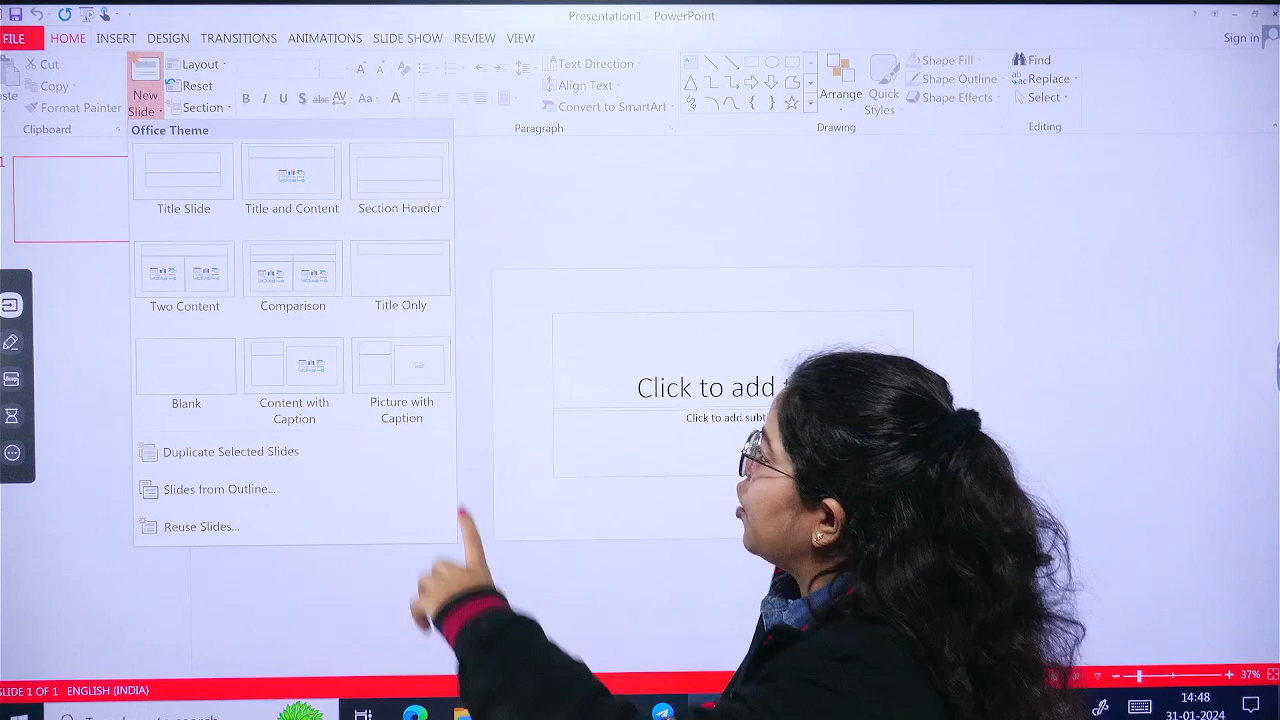 Presentation1 - PowerPoint
?
FILE HOME INSERT DESIGN TRANSITIONS ANIMATIONS SLIDE SHOW REVIEW VIEW
Sign in
Cut
Copy
Format Painter
Clipboard
New
Slide
Layout
Reset
Section
B I U S abc AV Aa A
Text Direction
Align Text
Convert to SmartArt
Paragraph
Arrange
Quick
Styles
Shape Fill
Shape Outline
Shape Effects
Drawing
Find
Replace
Select
Editing
Office Theme
Title Slide
Title and Content
Section Header
Two Content
Comparison
Title Only
Blank
Content with
Caption
Picture with
Caption
Duplicate Selected Slides
Slides from Outline...
Reuse Slides...
1
Click to add
Click to add
SLIDE 1 OF 1 ENGLISH (INDIA)
37%
14:48
31-01-2024